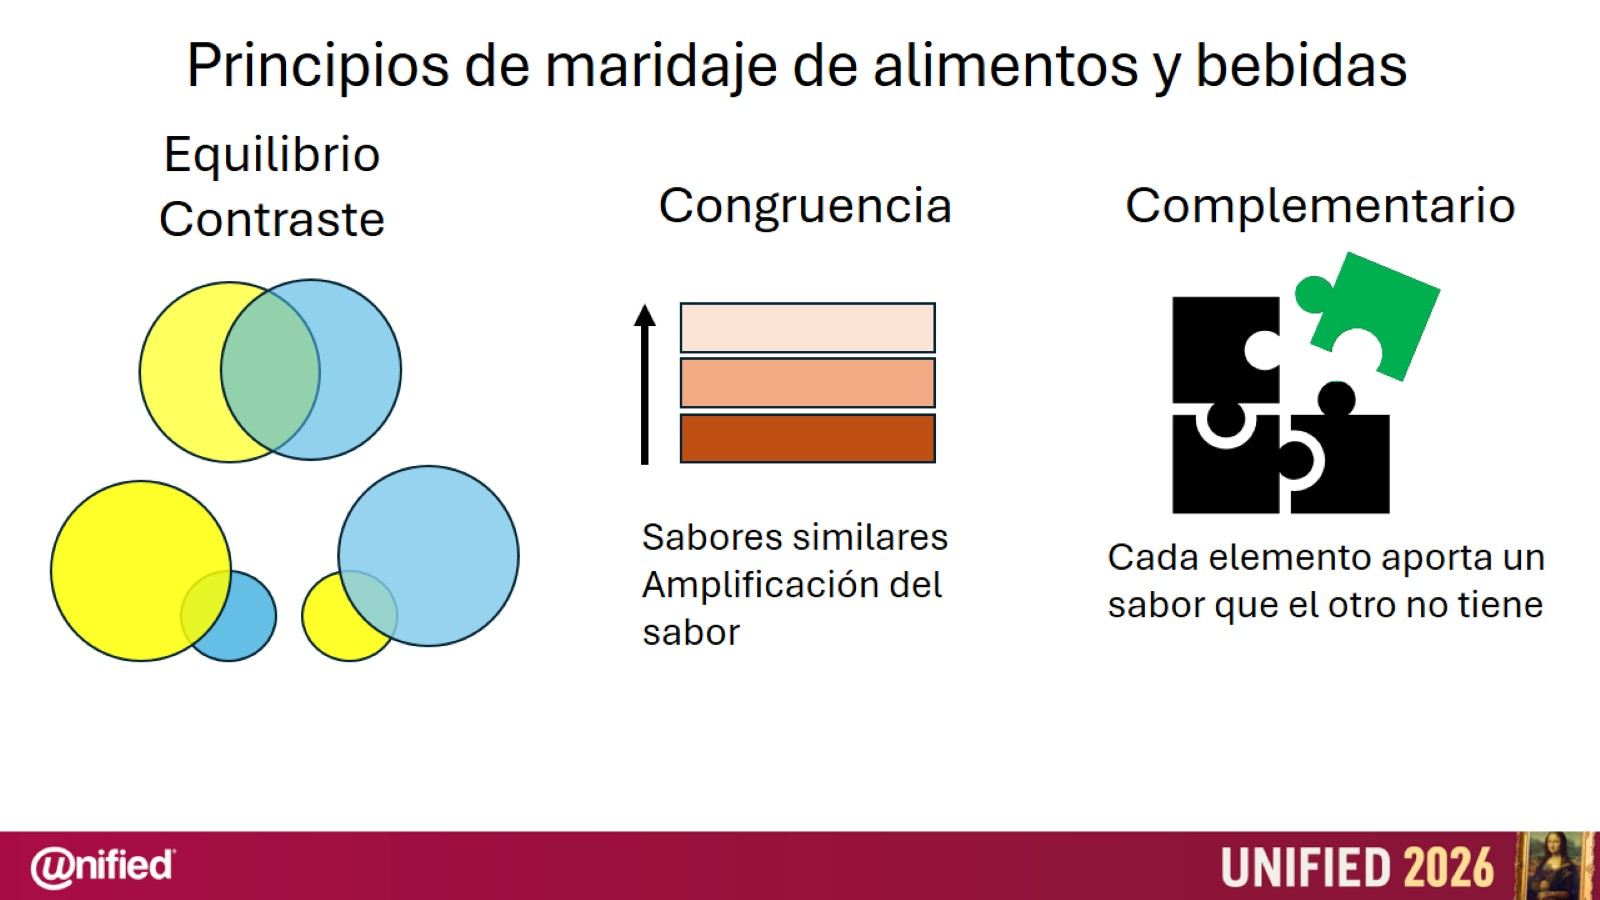 Principios de maridaje de alimentos y bebidas
Equilibrio
Contraste
Congruencia
Sabores similares
Amplificación del
sabor
Complementario
Cada elemento aporta un
sabor que el otro no tiene
unified
UNIFIED 2026